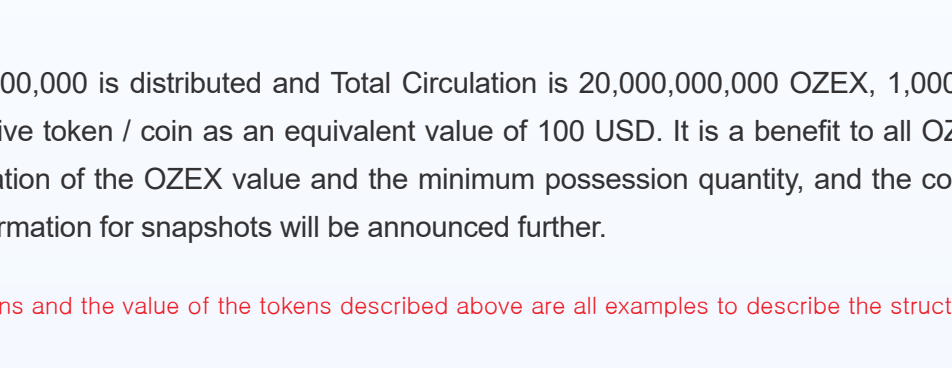 00,000 is distributed and Total Circulation is 20,000,000,000 OZEX, 1,000
ive token / coin as an equivalent value of 100 USD. It is a benefit to all OZ
ation of the OZEX value and the minimum possession quantity, and the co
rmation for snapshots will be announced further.
ns and the value of the tokens described above are all examples to describe the struct